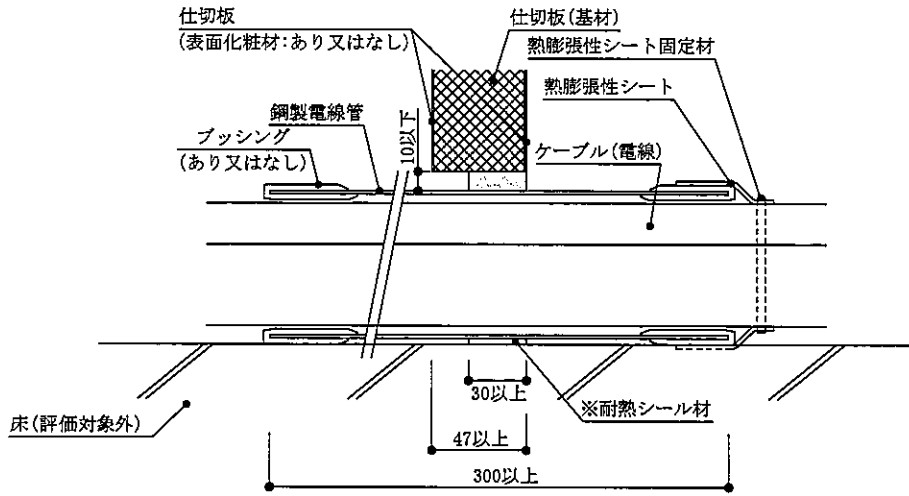 仕切板
(表面化粧材:あり又はなし)
仕切板(基材)
熱膨張性シート固定材
熱膨張性シート
鋼製電線管
ブッシング
(あり又はなし)
10以下
ケーブル(電線)
30以上
※耐熱シール材
床(評価対象外)
47以上
300以上